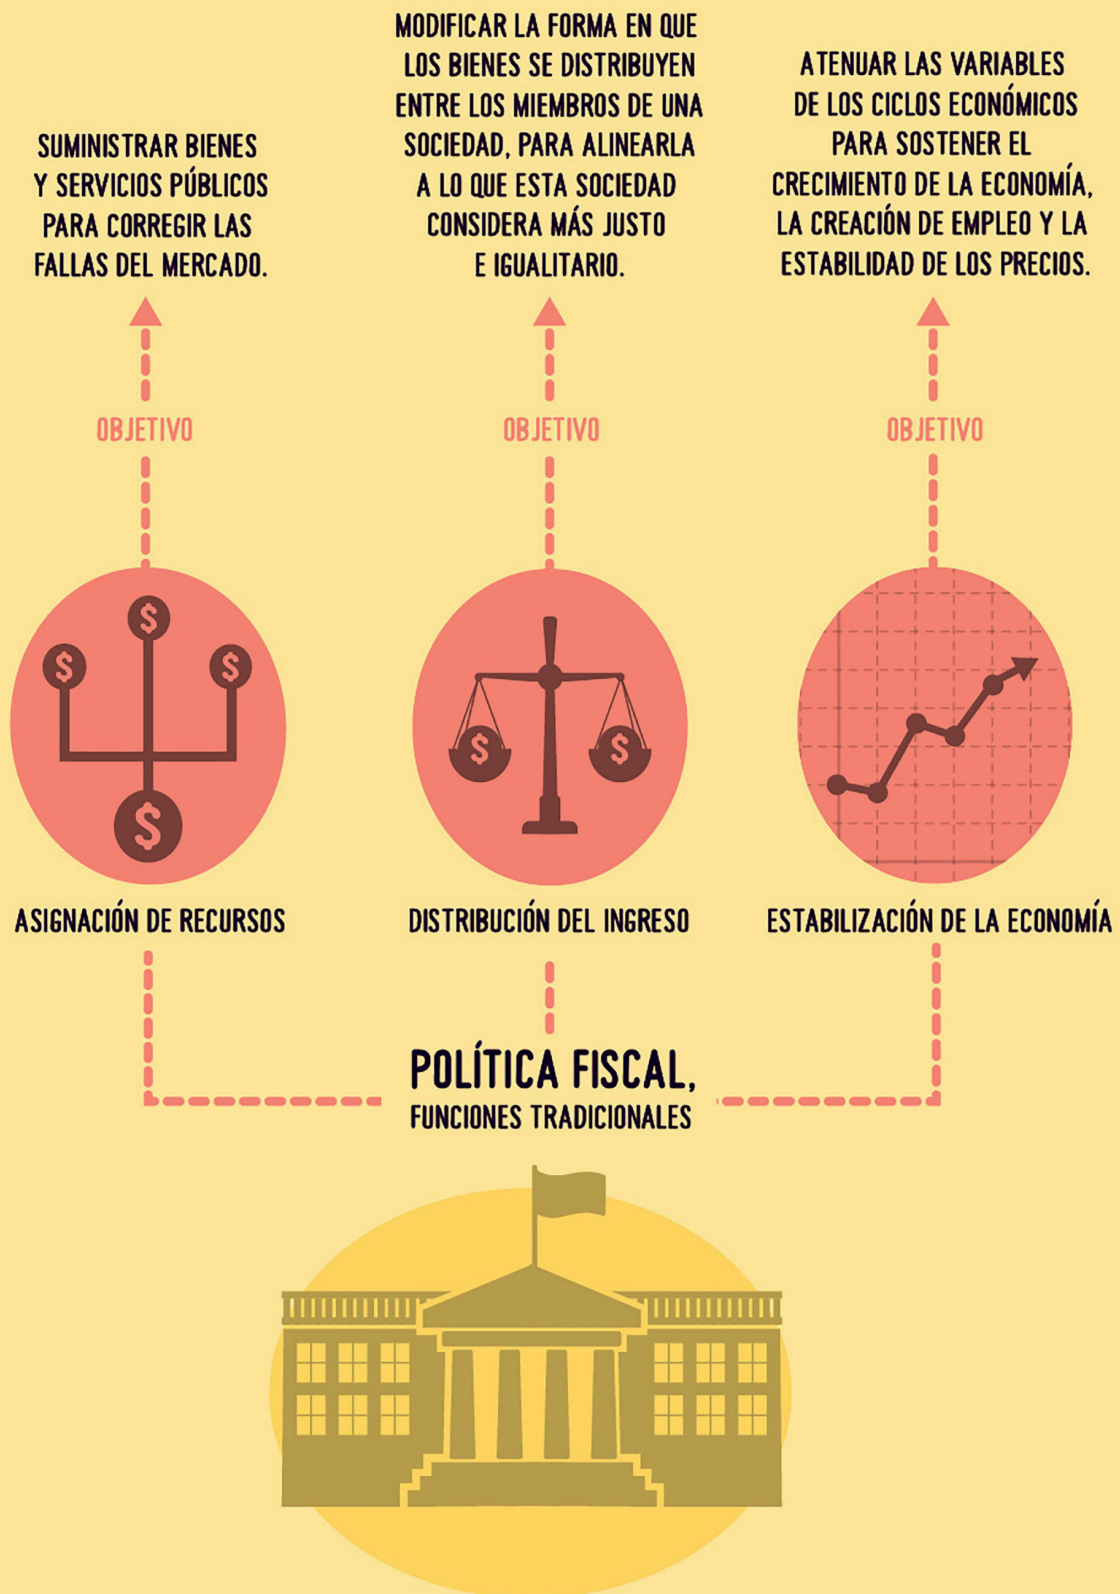 SUMINISTRAR BIENES
Y SERVICIOS PÚBLICOS
PARA CORREGIR LAS
FALLAS DEL MERCADO.
MODIFICAR LA FORMA EN QUE
LOS BIENES SE DISTRIBUYEN
ENTRE LOS MIEMBROS DE UNA
SOCIEDAD, PARA ALINEARLA
A LO QUE ESTA SOCIEDAD
CONSIDERA MÁS JUSTO
E IGUALITARIO.
ATENUAR LAS VARIABLES
DE LOS CICLOS ECONÓMICOS
PARA SOSTENER EL
CRECIMIENTO DE LA ECONOMÍA,
LA CREACIÓN DE EMPLEO Y LA
ESTABILIDAD DE LOS PRECIOS.
OBJETIVO
OBJETIVO
OBJETIVO
$
$
$
$
$
$
ASIGNACIÓN DE RECURSOS
DISTRIBUCIÓN DEL INGRESO
ESTABILIZACIÓN DE LA ECONOMÍA
POLÍTICA FISCAL,
FUNCIONES TRADICIONALES